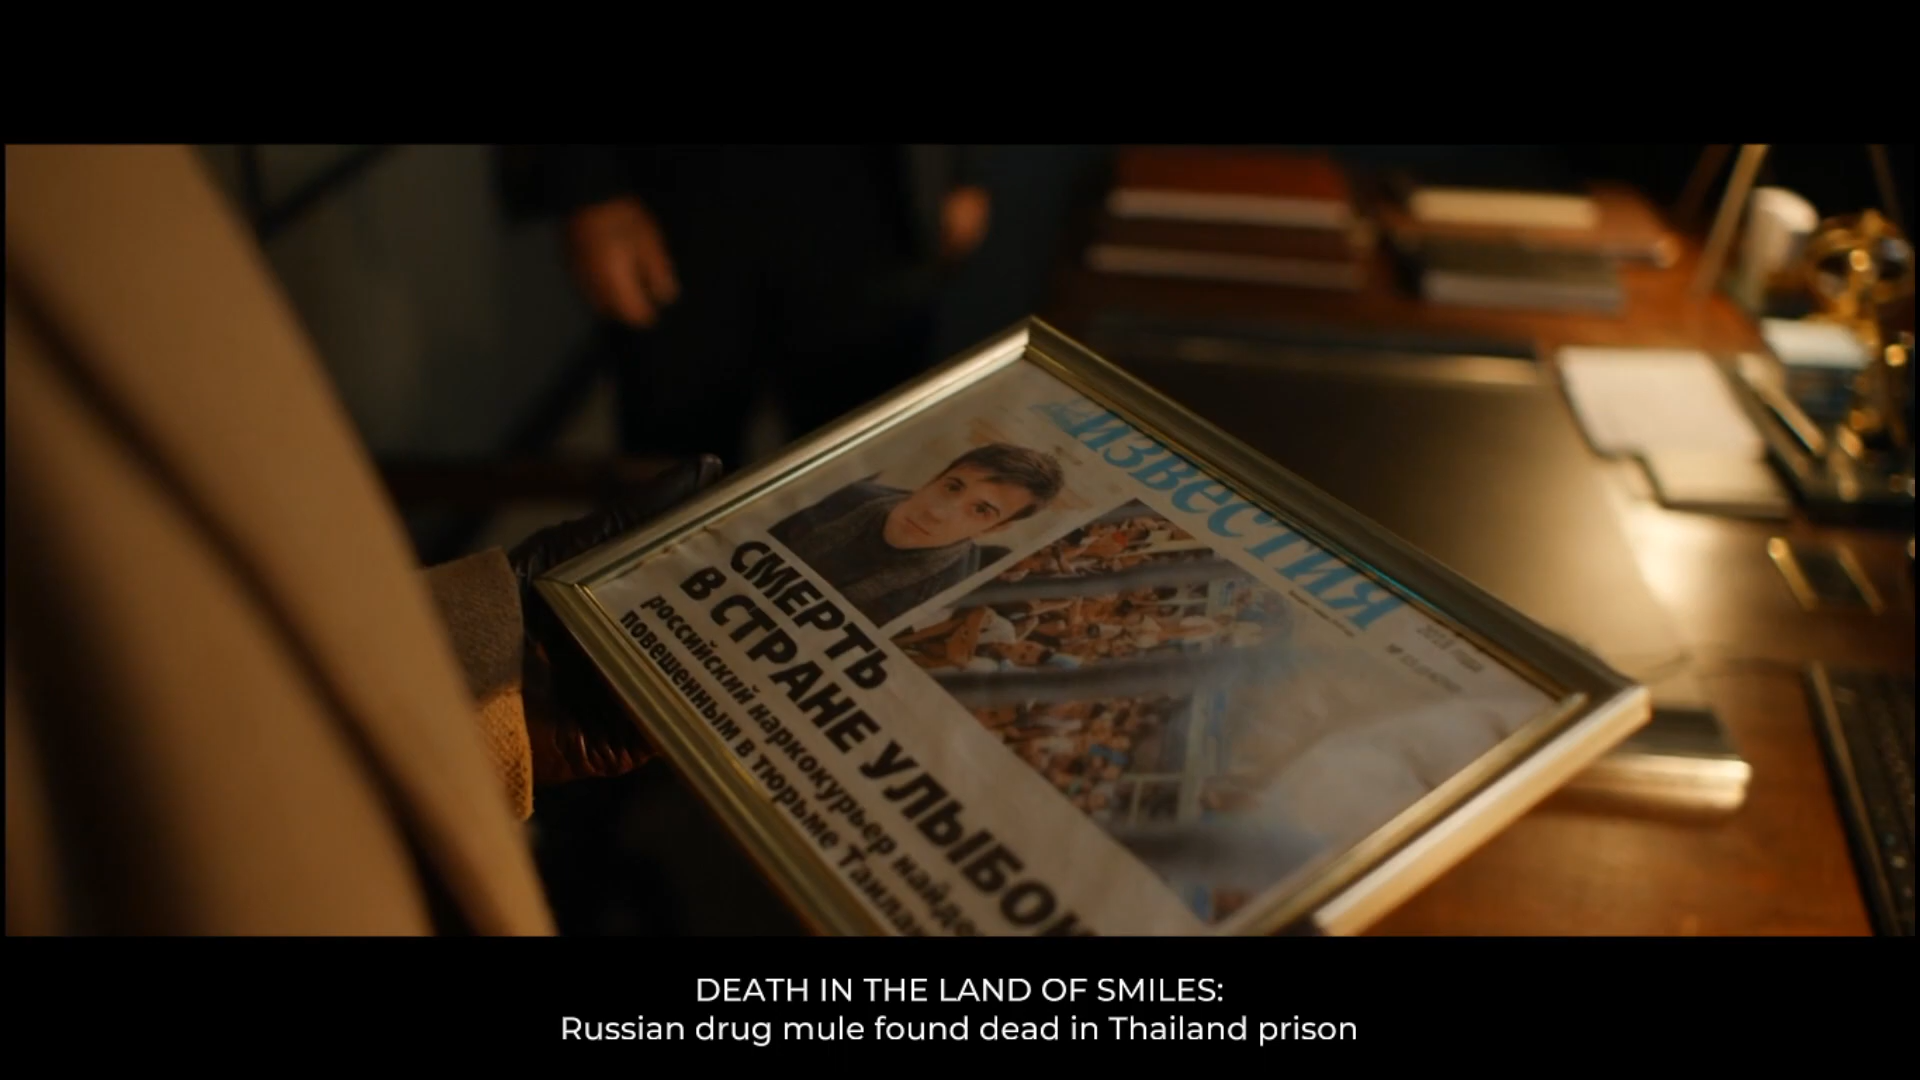 ИЗВЕСТИЯ
СМЕРТЬ
В СТРАНЕ УЛЫБОК
российский наркокурьер найден
повешенным в тюрьме Таилан
DEATH IN THE LAND OF SMILES:
Russian drug mule found dead in Thailand prison